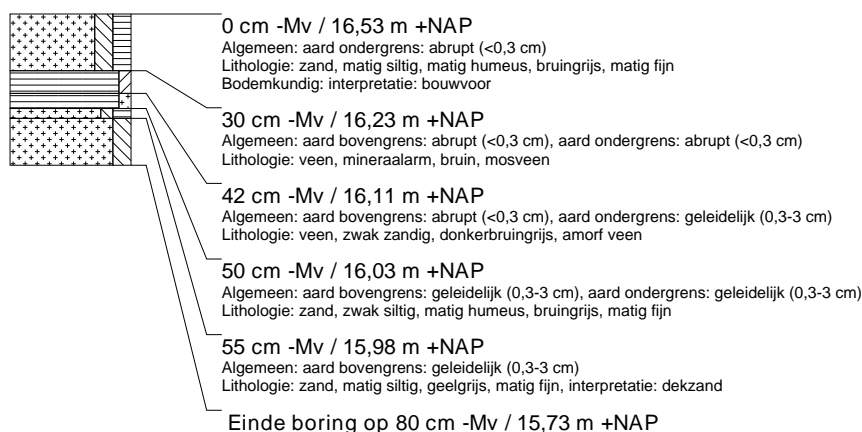 0 cm -Mv / 16,53 m +NAP
Algemeen: aard ondergrens: abrupt (<0,3 cm)
Lithologie: zand, matig siltig, matig humeus, bruingrijs, matig fijn
Bodemkundig: interpretatie: bouwvoor
30 cm -Mv / 16,23 m +NAP
Algemeen: aard bovengrens: abrupt (<0,3 cm), aard ondergrens: abrupt (<0,3 cm)
Lithologie: veen, mineraalarm, bruin, mosveen
42 cm -Mv / 16,11 m +NAP
Algemeen: aard bovengrens: abrupt (<0,3 cm), aard ondergrens: geleidelijk (0,3-3 cm)
Lithologie: veen, zwak zandig, donkerbruingrijs, amorf veen
50 cm -Mv / 16,03 m +NAP
Algemeen: aard bovengrens: geleidelijk (0,3-3 cm), aard ondergrens: geleidelijk (0,3-3 cm)
Lithologie: zand, zwak siltig, matig humeus, bruingrijs, matig fijn
55 cm -Mv / 15,98 m +NAP
Algemeen: aard bovengrens: geleidelijk (0,3-3 cm)
Lithologie: zand, matig siltig, geelgrijs, matig fijn, interpretatie: dekzand
Einde boring op 80 cm -Mv / 15,73 m +NAP